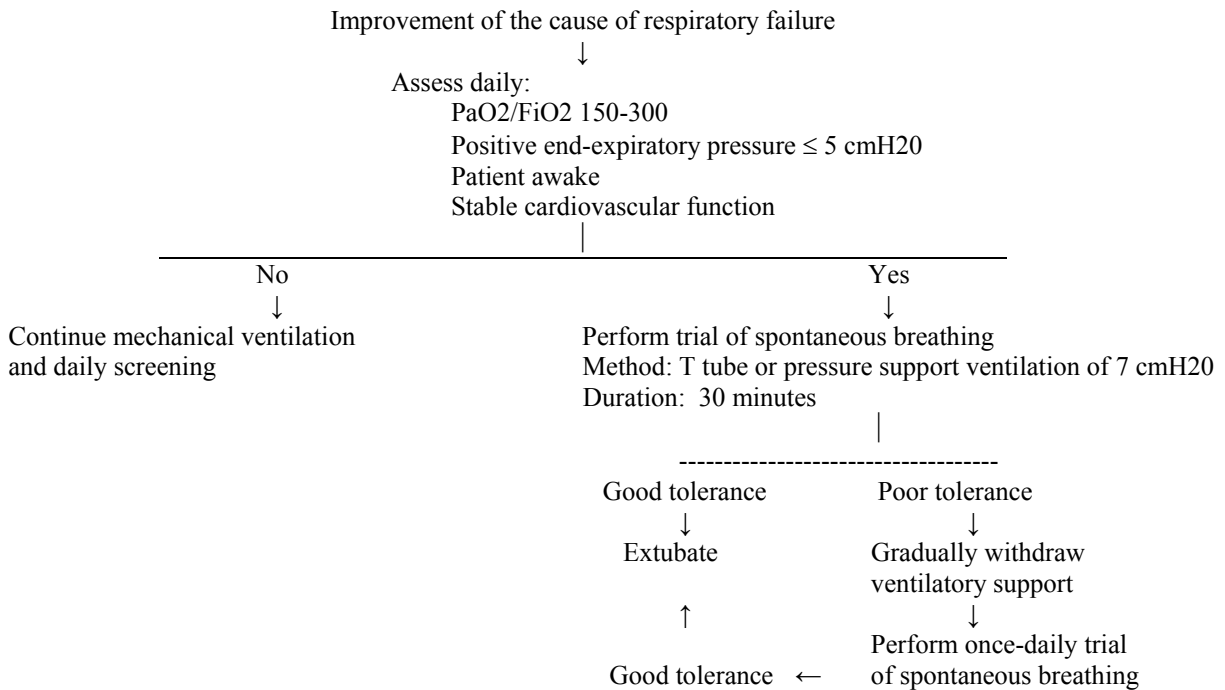 Improvement of the cause of respiratory failure
↓
Assess daily:
PaO2/FiO2 150-300
Positive end-expiratory pressure ≤ 5 cmH20
Patient awake
Stable cardiovascular function
|
No Yes
↓ ↓
Continue mechanical ventilation Perform trial of spontaneous breathing
and daily screening Method: T tube or pressure support ventilation of 7 cmH20
Duration: 30 minutes
|
------------------------------------
Good tolerance Poor tolerance
↓ ↓
Extubate Gradually withdraw
ventilatory support
↑ ↓
Perform once-daily trial
Good tolerance ← of spontaneous breathing